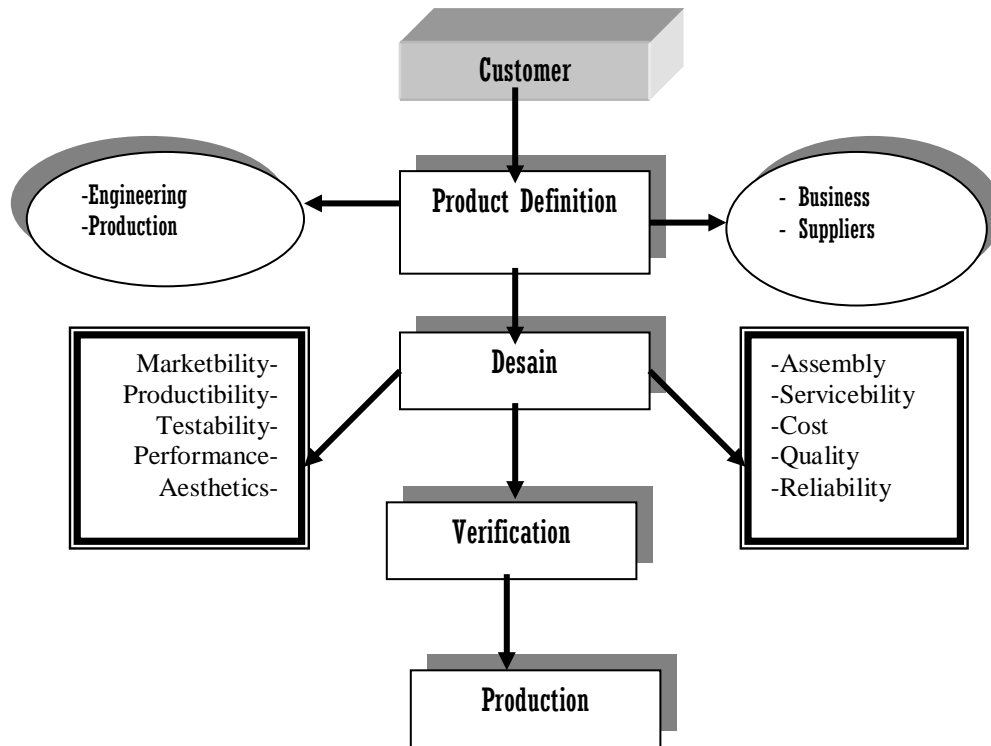 Customer
-Engineering
-Production
Product Definition
- Business
- Suppliers
Marketbility-
Productibility-
Testability-
Performance-
Aesthetics-
Desain
-Assembly
-Servicebility
-Cost
-Quality
-Reliability
Verification
Production